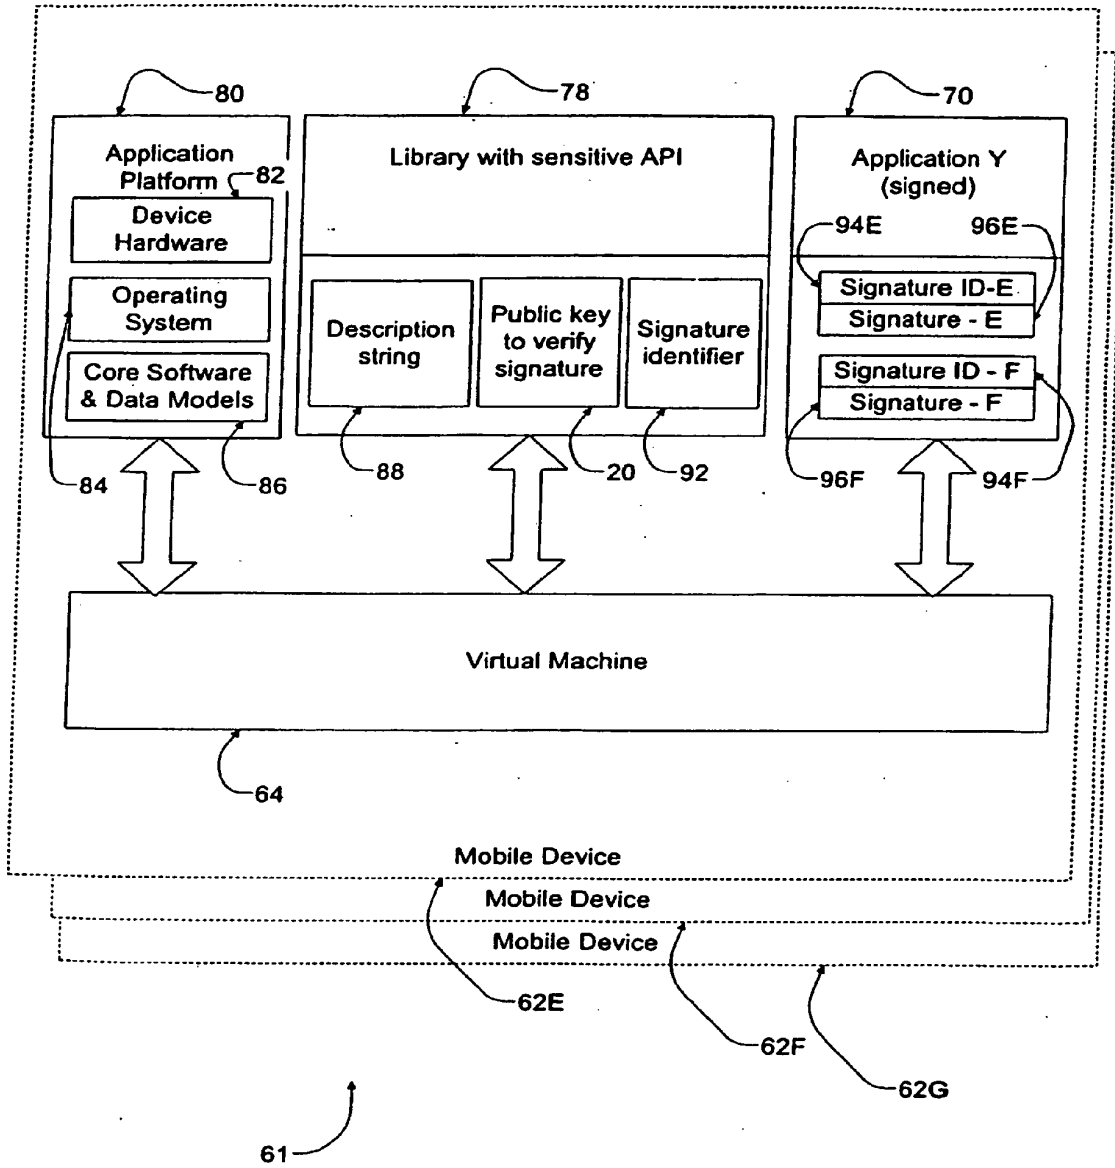 80
78
70
Application
Platform
82
Device
Hardware
Operating
System
Core Software
& Data Models
84
86
Library with sensitive API
Description
string
Public key
to verify
signature
Signature
identifier
88
20
92
Application Y
(signed)
94E
96E
Signature ID-E
Signature - E
Signature ID - F
Signature - F
96F
94F
Virtual Machine
64
Mobile Device
Mobile Device
Mobile Device
62E
62F
62G
61